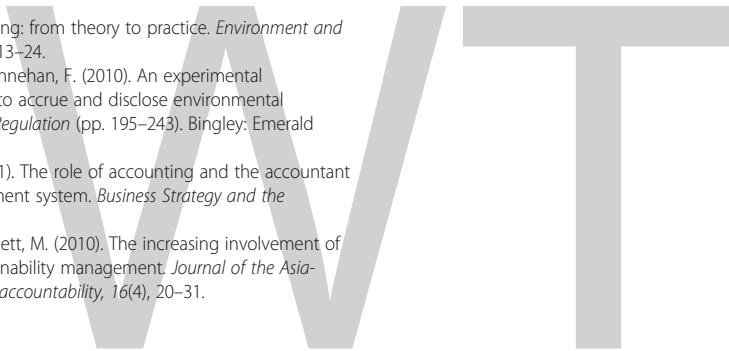 ng: from theory to practice. Environment and
13–24.
nnehan, F. (2010). An experimental
to accrue and disclose environmental
Regulation (pp. 195–243). Bingley: Emerald
1). The role of accounting and the accountant
nent system. Business Strategy and the
ett, M. (2010). The increasing involvement of
nability management. Journal of the Asia-
accountability, 16(4), 20–31.
WT